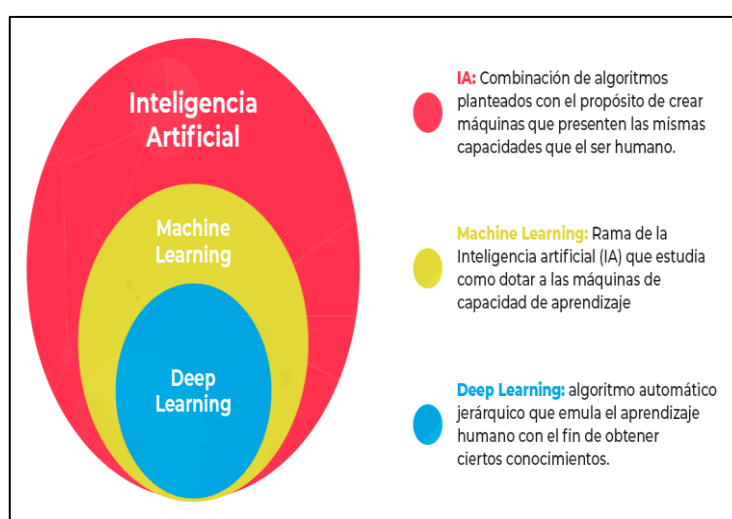 Inteligencia
Artificial
Machine
Learning
Deep
Learning
IA: Combinación de algoritmos
planteados con el propósito de crear
máquinas que presenten las mismas
capacidades que el ser humano.
Machine Learning: Rama de la
Inteligencia artificial (IA) que estudia
como dotar a las máquinas de
capacidad de aprendizaje
Deep Learning: algoritmo automático
jerárquico que emula el aprendizaje
humano con el fin de obtener
ciertos conocimientos.